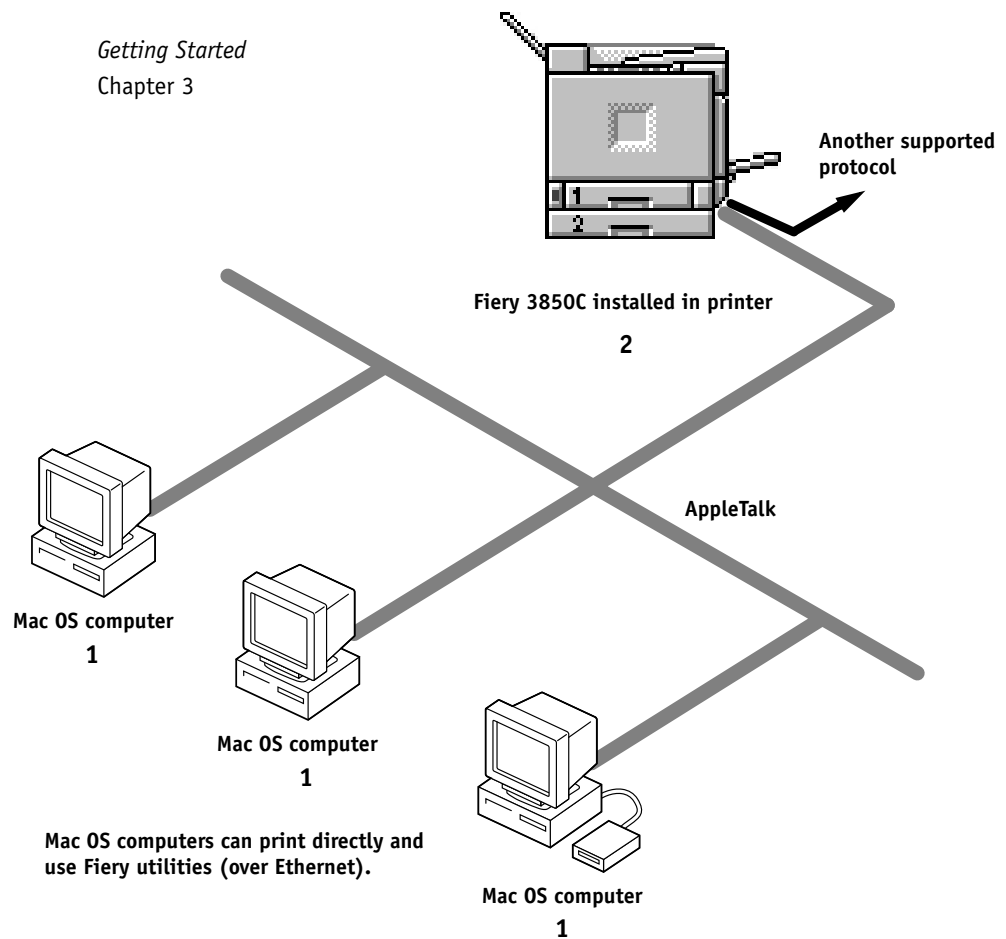 Getting Started
Chapter 3
Another supported
protocol
1
2
Fiery 3850C installed in printer
2
AppleTalk
Mac OS computer
1
Mac OS computer
1
Mac OS computers can print directly and
use Fiery utilities (over Ethernet).
Mac OS computer
1